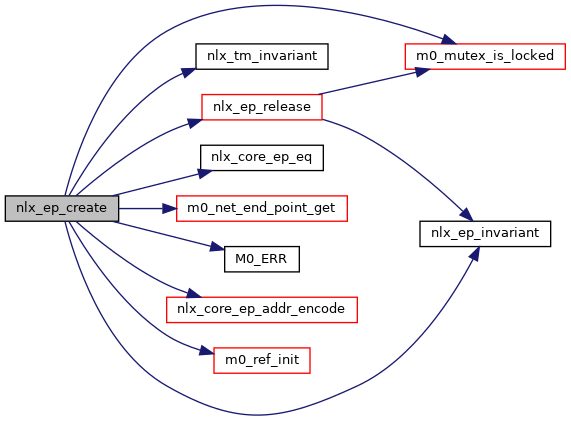 nlx_tm_invariant
m0_mutex_is_locked
nlx_ep_release
nlx_core_ep_eq
nlx_ep_create
m0_net_end_point_get
nlx_ep_invariant
M0_ERR
nlx_core_ep_addr_encode
m0_ref_init